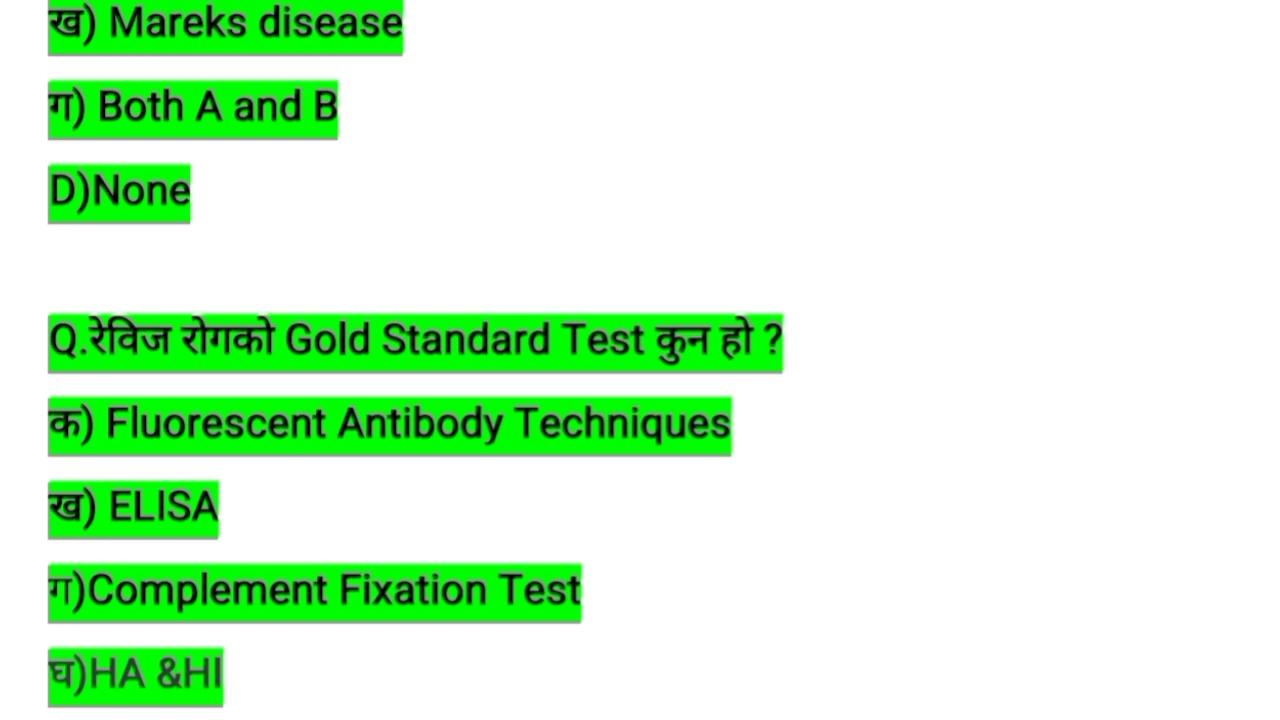 ख) Mareks disease
ग) Both A and B
D)None
Q.रेविज रोगको Gold Standard Test कुन हो ?
क) Fluorescent Antibody Techniques
ख) ELISA
ग)Complement Fixation Test
घ)HA &HI